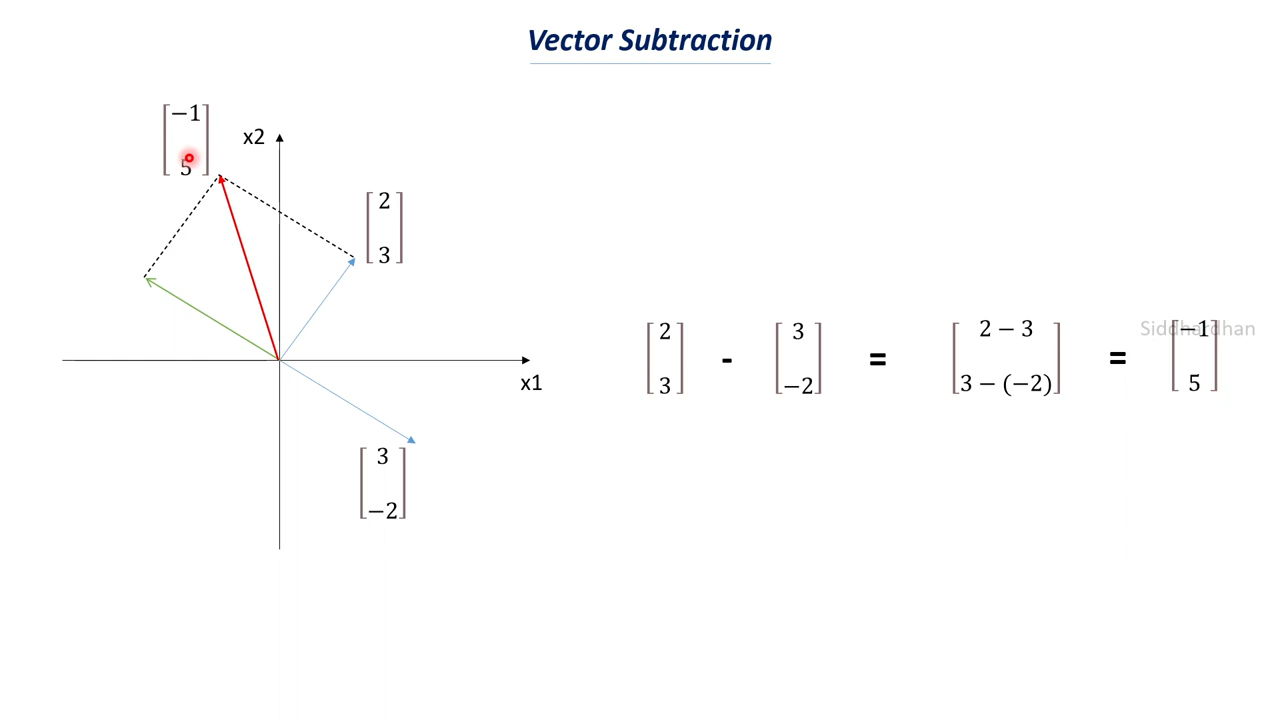 Vector Subtraction
−1
5
x2
2
3
x1
3
−2
2
3
-
3
−2
=
2 − 3
3 − (−2)
=
−1
5
Siddhardhan